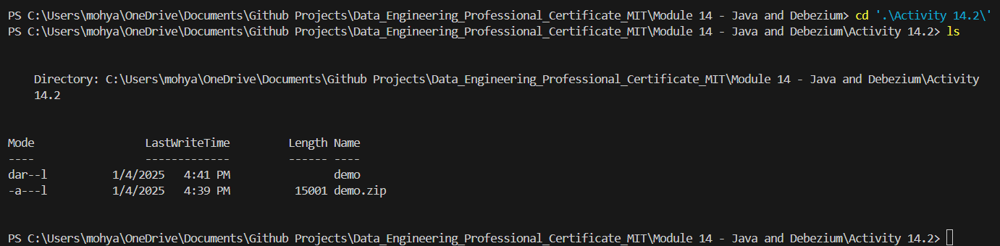 PS C:\Users\mohya\OneDrive\Documents\Github Projects\Data_Engineering_Professional_Certificate_MIT\Module 14 - Java and Debezium> cd '.\Activity 14.2\'
PS C:\Users\mohya\OneDrive\Documents\Github Projects\Data_Engineering_Professional_Certificate_MIT\Module 14 - Java and Debezium\Activity 14.2> ls
Directory: C:\Users\mohya\OneDrive\Documents\Github Projects\Data_Engineering_Professional_Certificate_MIT\Module 14 - Java and Debezium\Activity
14.2
Mode LastWriteTime Length Name
---- ------------- ------ ----
dar--l 1/4/2025 4:41 PM demo
-a---l 1/4/2025 4:39 PM 15001 demo.zip
PS C:\Users\mohya\OneDrive\Documents\Github Projects\Data_Engineering_Professional_Certificate_MIT\Module 14 - Java and Debezium\Activity 14.2>